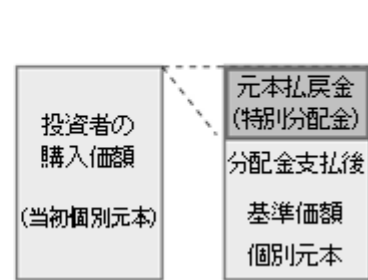 投資者の
購入価額
(当初個別元本)
元本払戻金
(特別分配金)
分配金支払後
基準価額
個別元本